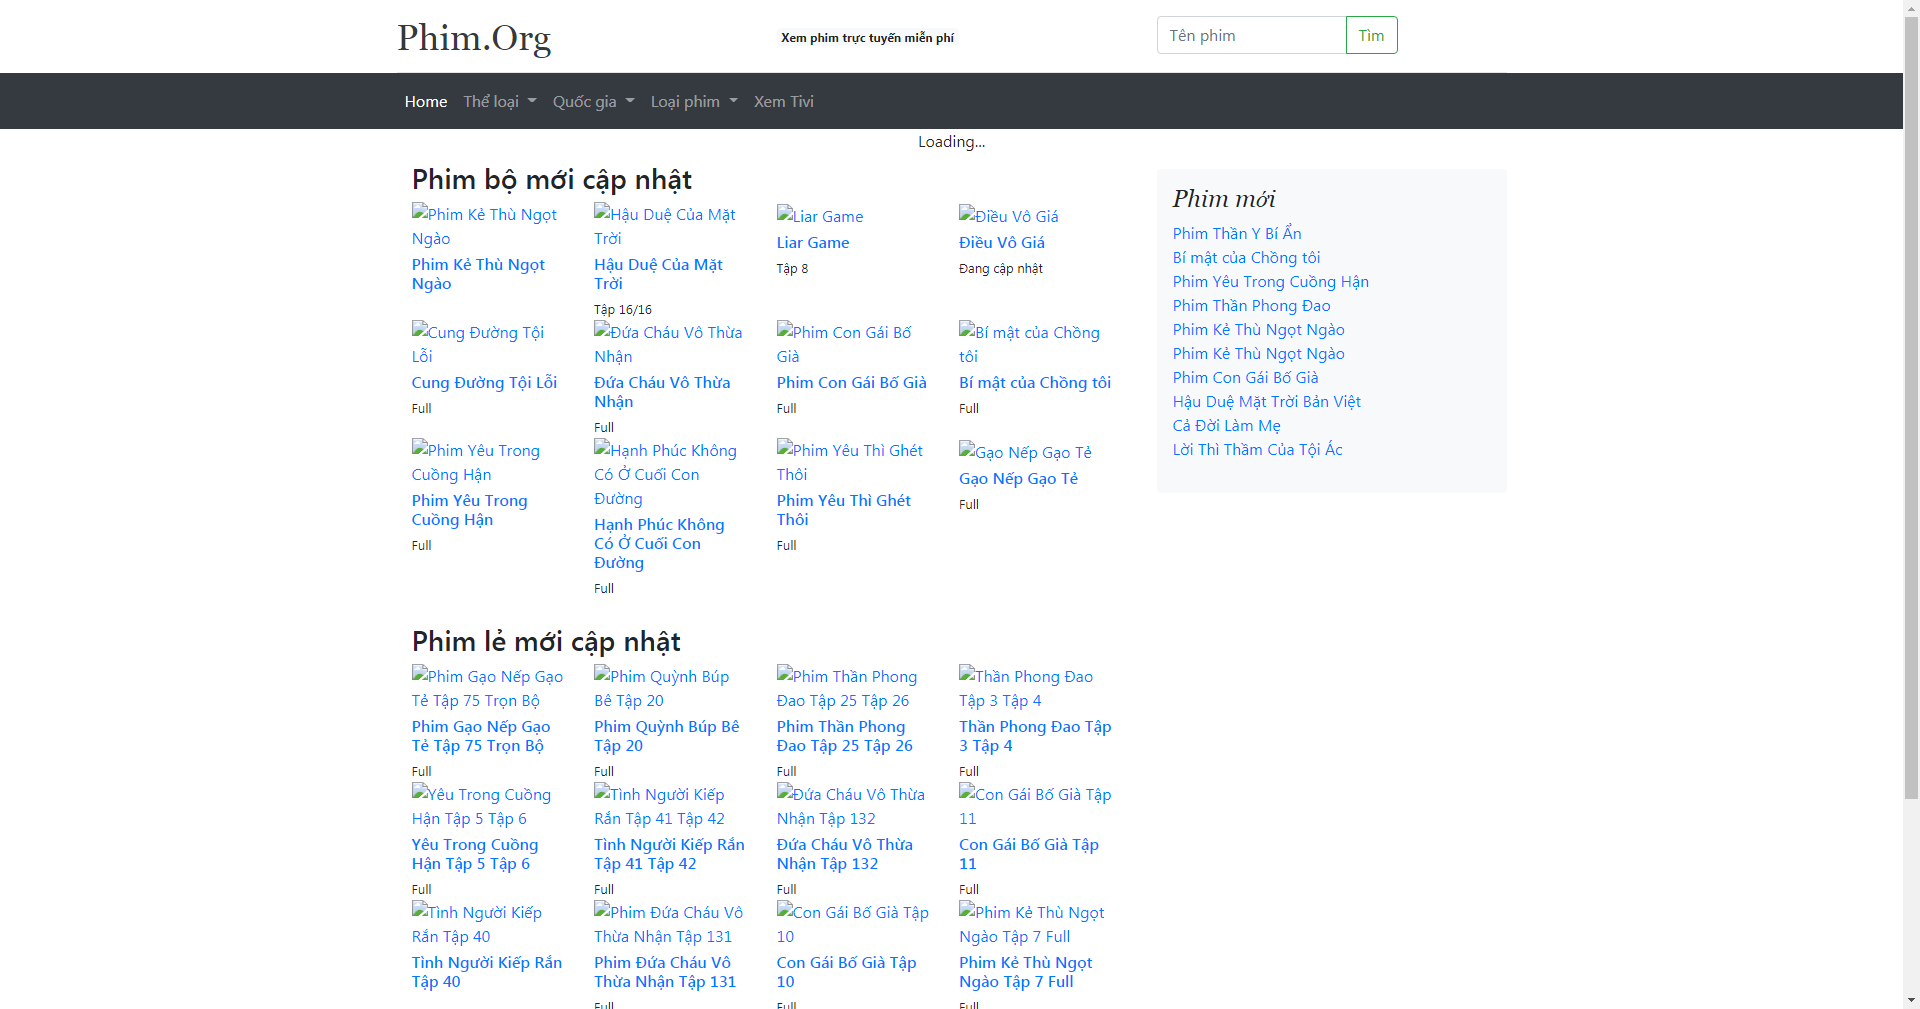 Phim.Org
Xem phim trực tuyến miễn phí
Tên phim
Tìm
Home
Thể loại
Quốc gia
Loại phim
Xem Tivi
Loading...
Phim bộ mới cập nhật
Phim Kẻ Thù Ngọt
Ngào
Phim Kẻ Thù Ngọt
Ngào
Hậu Duệ Của Mặt
Trời
Hậu Duệ Của Mặt
Trời
Tập 16/16
Liar Game
Liar Game
Tập 8
Điều Vô Giá
Điều Vô Giá
Đang cập nhật
Cung Đường Tội
Lỗi
Cung Đường Tội Lỗi
Full
Đứa Cháu Vô Thừa
Nhận
Đứa Cháu Vô Thừa
Nhận
Full
Phim Con Gái Bố
Già
Phim Con Gái Bố Già
Full
Bí mật của Chồng
tôi
Bí mật của Chồng tôi
Full
Phim Yêu Trong
Cuồng Hận
Phim Yêu Trong
Cuồng Hận
Full
Hạnh Phúc Không
Có Ở Cuối Con
Đường
Hạnh Phúc Không
Có Ở Cuối Con
Đường
Full
Phim Yêu Thì Ghét
Thôi
Phim Yêu Thì Ghét
Thôi
Full
Gạo Nếp Gạo Tẻ
Gạo Nếp Gạo Tẻ
Full
Phim lẻ mới cập nhật
Phim Gạo Nếp Gạo
Tẻ Tập 75 Trọn Bộ
Phim Gạo Nếp Gạo
Tẻ Tập 75 Trọn Bộ
Full
Phim Quỳnh Búp
Bê Tập 20
Phim Quỳnh Búp Bê
Tập 20
Full
Phim Thần Phong
Đao Tập 25 Tập 26
Phim Thần Phong
Đao Tập 25 Tập 26
Full
Thần Phong Đao
Tập 3 Tập 4
Thần Phong Đao Tập
3 Tập 4
Full
Yêu Trong Cuồng
Hận Tập 5 Tập 6
Yêu Trong Cuồng
Hận Tập 5 Tập 6
Full
Tình Người Kiếp
Rắn Tập 41 Tập 42
Tình Người Kiếp Rắn
Tập 41 Tập 42
Full
Đứa Cháu Vô Thừa
Nhận Tập 132
Đứa Cháu Vô Thừa
Nhận Tập 132
Full
Con Gái Bố Già Tập
11
Con Gái Bố Già Tập
11
Full
Tình Người Kiếp
Rắn Tập 40
Tình Người Kiếp Rắn
Tập 40
Phim Đứa Cháu Vô
Thừa Nhận Tập 131
Phim Đứa Cháu Vô
Thừa Nhận Tập 131
Full
Con Gái Bố Già Tập
10
Con Gái Bố Già Tập
10
Full
Phim Kẻ Thù Ngọt
Ngào Tập 7 Full
Phim Kẻ Thù Ngọt
Ngào Tập 7 Full
Full
Phim mới
Phim Thần Y Bí Ẩn
Bí mật của Chồng tôi
Phim Yêu Trong Cuồng Hận
Phim Thần Phong Đao
Phim Kẻ Thù Ngọt Ngào
Phim Kẻ Thù Ngọt Ngào
Phim Con Gái Bố Già
Hậu Duệ Mặt Trời Bản Việt
Cả Đời Làm Mẹ
Lời Thì Thầm Của Tội Ác